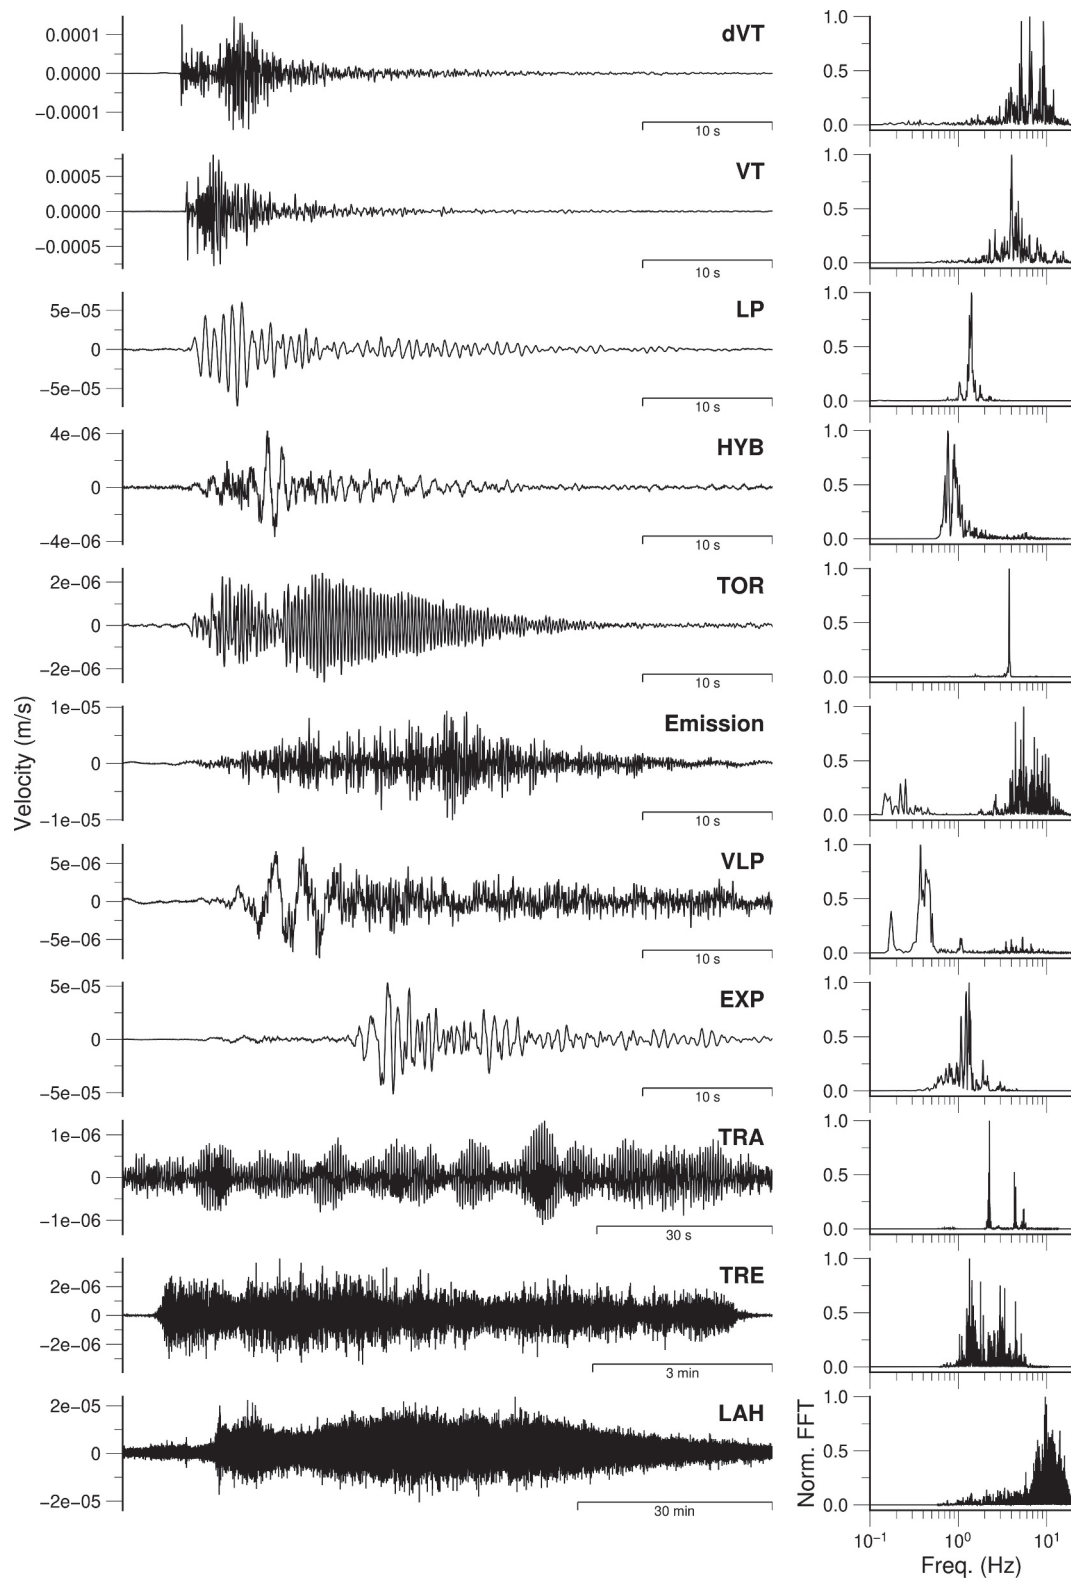 dVT
0.0001
0.0000
−0.0001
10 s
1.0
0.5
0.0
VT
0.0005
0.0000
−0.0005
10 s
1.0
0.5
0.0
LP
5e−05
0
−5e−05
10 s
1.0
0.5
0.0
HYB
4e−06
0
−4e−06
10 s
1.0
0.5
0.0
TOR
2e−06
0
−2e−06
10 s
1.0
0.5
0.0
Velocity (m/s)
Emission
1e−05
0
−1e−05
10 s
1.0
0.5
0.0
VLP
5e−06
0
−5e−06
10 s
1.0
0.5
0.0
EXP
5e−05
0
−5e−05
10 s
1.0
0.5
0.0
TRA
1e−06
0
−1e−06
30 s
1.0
0.5
0.0
TRE
2e−06
0
−2e−06
3 min
1.0
0.5
0.0
LAH
2e−05
0
−2e−05
30 min
Norm. FFT
1.0
0.5
0.0
10⁻¹ 10⁰ 10¹
Freq. (Hz)